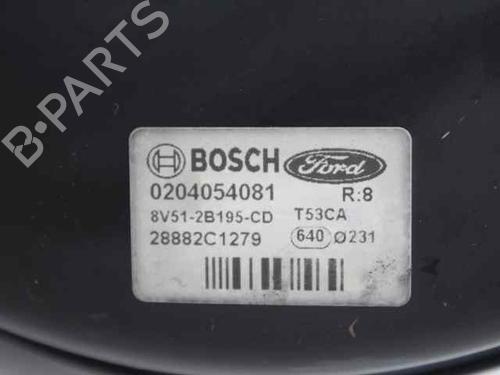 B-PARTS
BOSCH Ford
0204054081 R:8
8V51-2B195-CD T53CA
28882C1279 640 Ø231